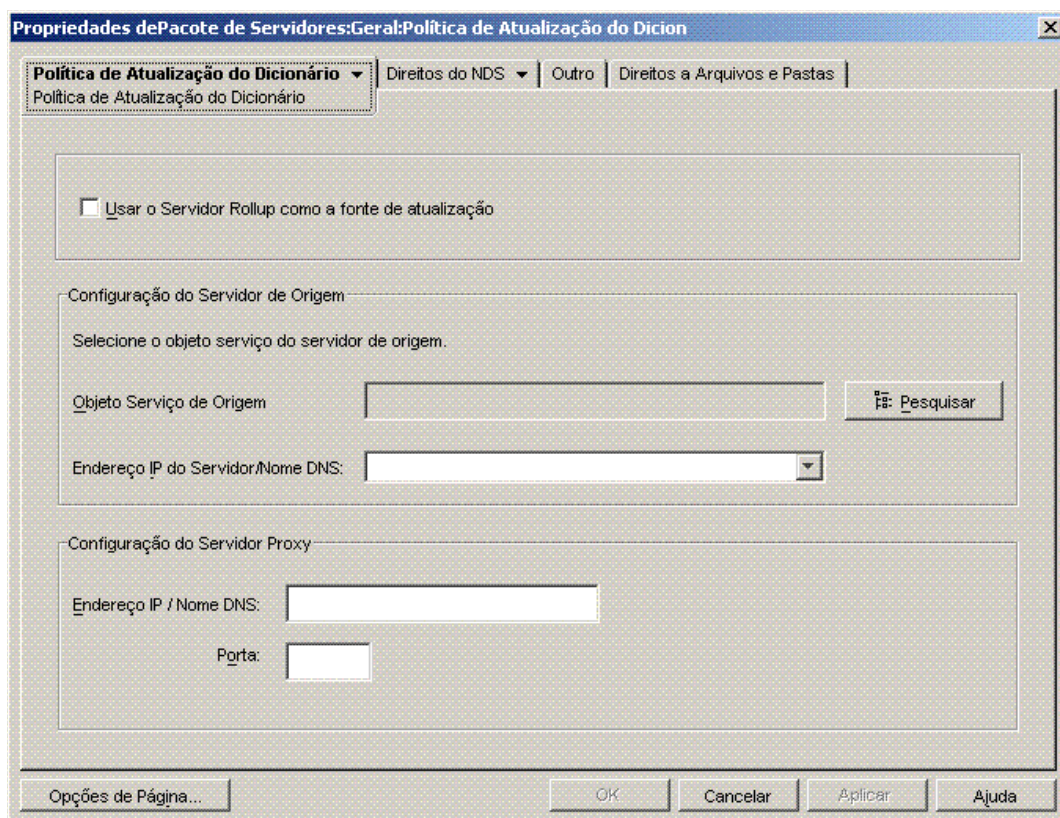 Propriedades dePacote de Servidores:Geral:Política de Atualização do Dicion
Política de Atualização do Dicionário Direitos do NDS Outro Direitos a Arquivos e Pastas
Política de Atualização do Dicionário
Usar o Servidor Rollup como a fonte de atualização
Configuração do Servidor de Origem
Selecione o objeto serviço do servidor de origem.
Objeto Serviço de Origem Pesquisar
Endereço IP do Servidor/Nome DNS:
Configuração do Servidor Proxy
Endereço IP / Nome DNS:
Porta:
Opções de Página... OK Cancelar Aplicar Ajuda